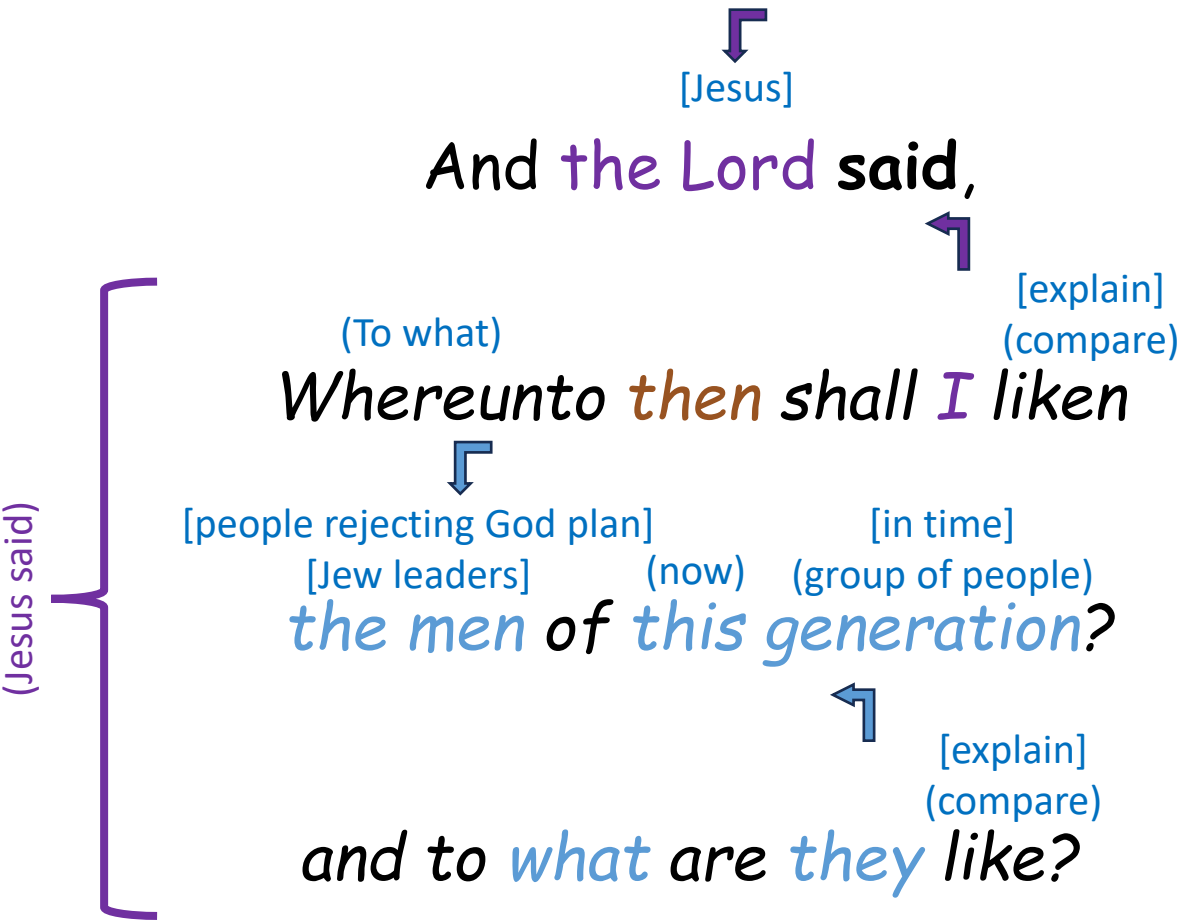 [Jesus]
And the Lord said,
[explain]
(To what) (compare)
Whereunto then shall I liken
[people rejecting God plan] [in time]
[Jew leaders] (now) (group of people)
the men of this generation?
[explain]
(compare)
and to what are they like?
(Jesus said)